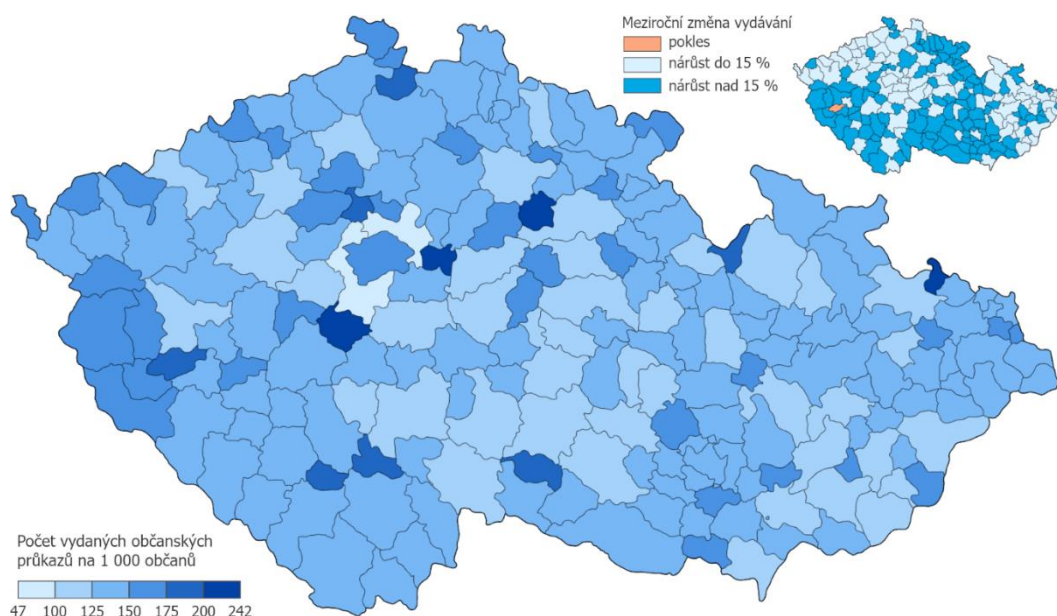 Meziroční změna vydávání
pokles
nárůst do 15 %
nárůst nad 15 %
Počet vydaných občanských
průkazů na 1 000 občanů
47 100 125 150 175 200 242